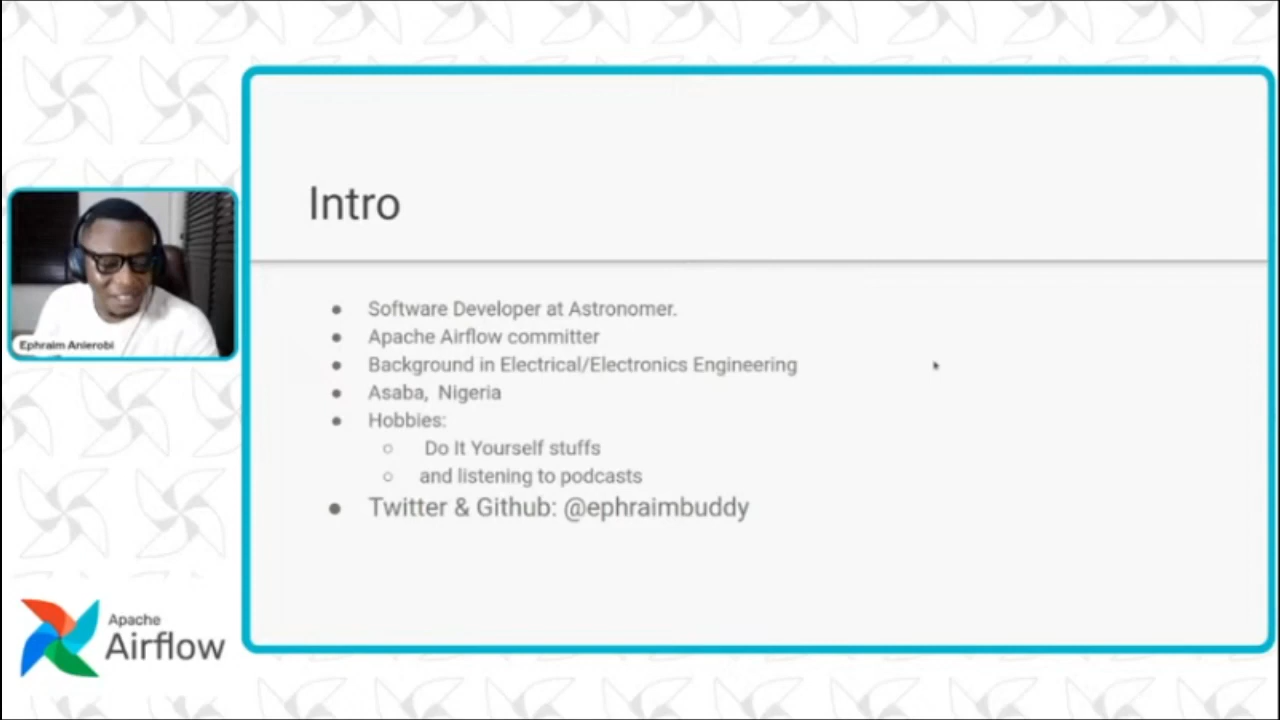 Intro
Software Developer at Astronomer.
Apache Airflow committer
Background in Electrical/Electronics Engineering
Asaba, Nigeria
Hobbies:
Do It Yourself stuffs
and listening to podcasts
Twitter & Github: @ephraimbuddy
Ephraim Anierobi
Apache
Airflow